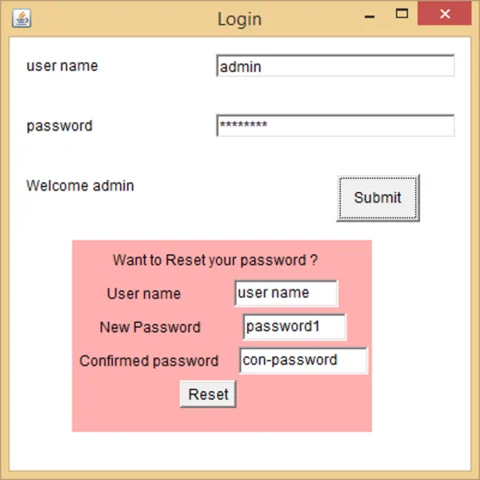 Login
user name admin
password ********
Welcome admin Submit
Want to Reset your password ?
User name user name
New Password password1
Confirmed password con-password
Reset